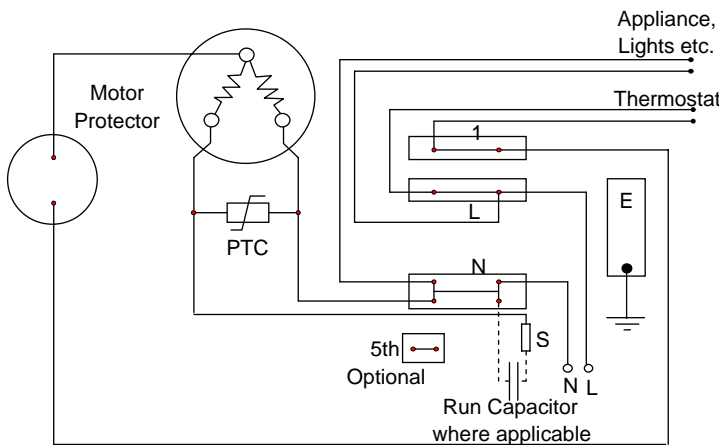 Appliance,
Lights etc.
Motor
Protector
Thermostat
1
L
E
PTC
N
S
5th
Optional
N L
Run Capacitor
where applicable